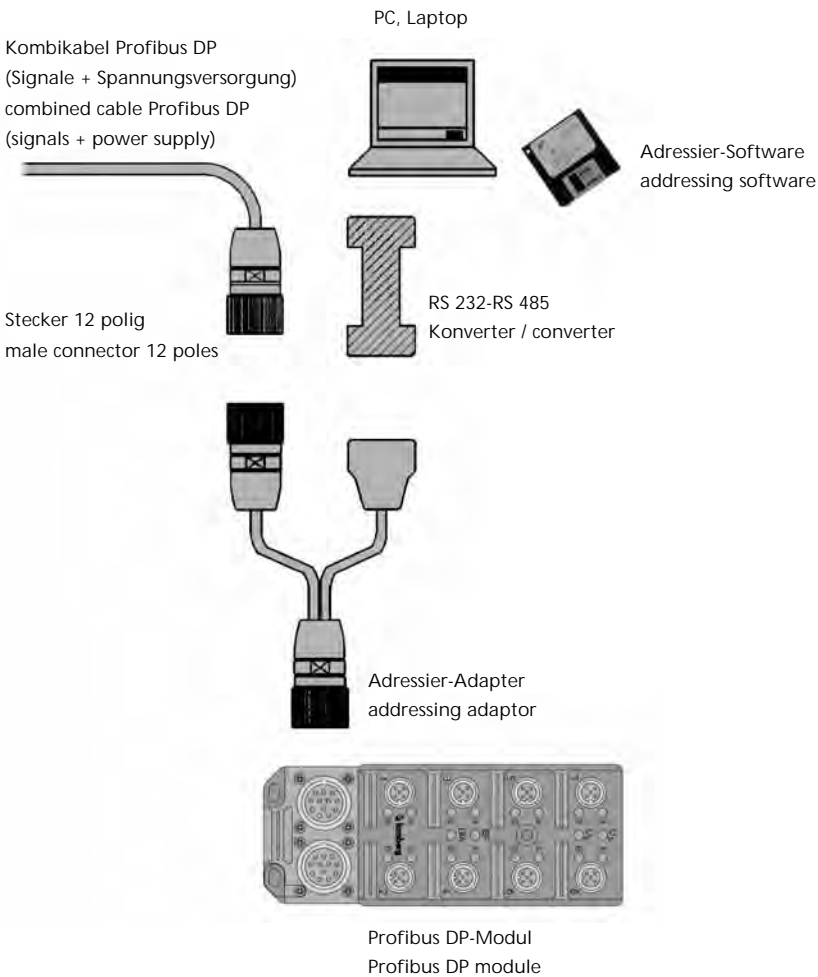 PC, Laptop
Kombikabel Profibus DP
(Signale + Spannungsversorgung)
combined cable Profibus DP
(signals + power supply)
Adressier-Software
addressing software
RS 232-RS 485
Konverter / converter
Stecker 12 polig
male connector 12 poles
Adressier-Adapter
addressing adaptor
lumberg
Profibus DP-Modul
Profibus DP module